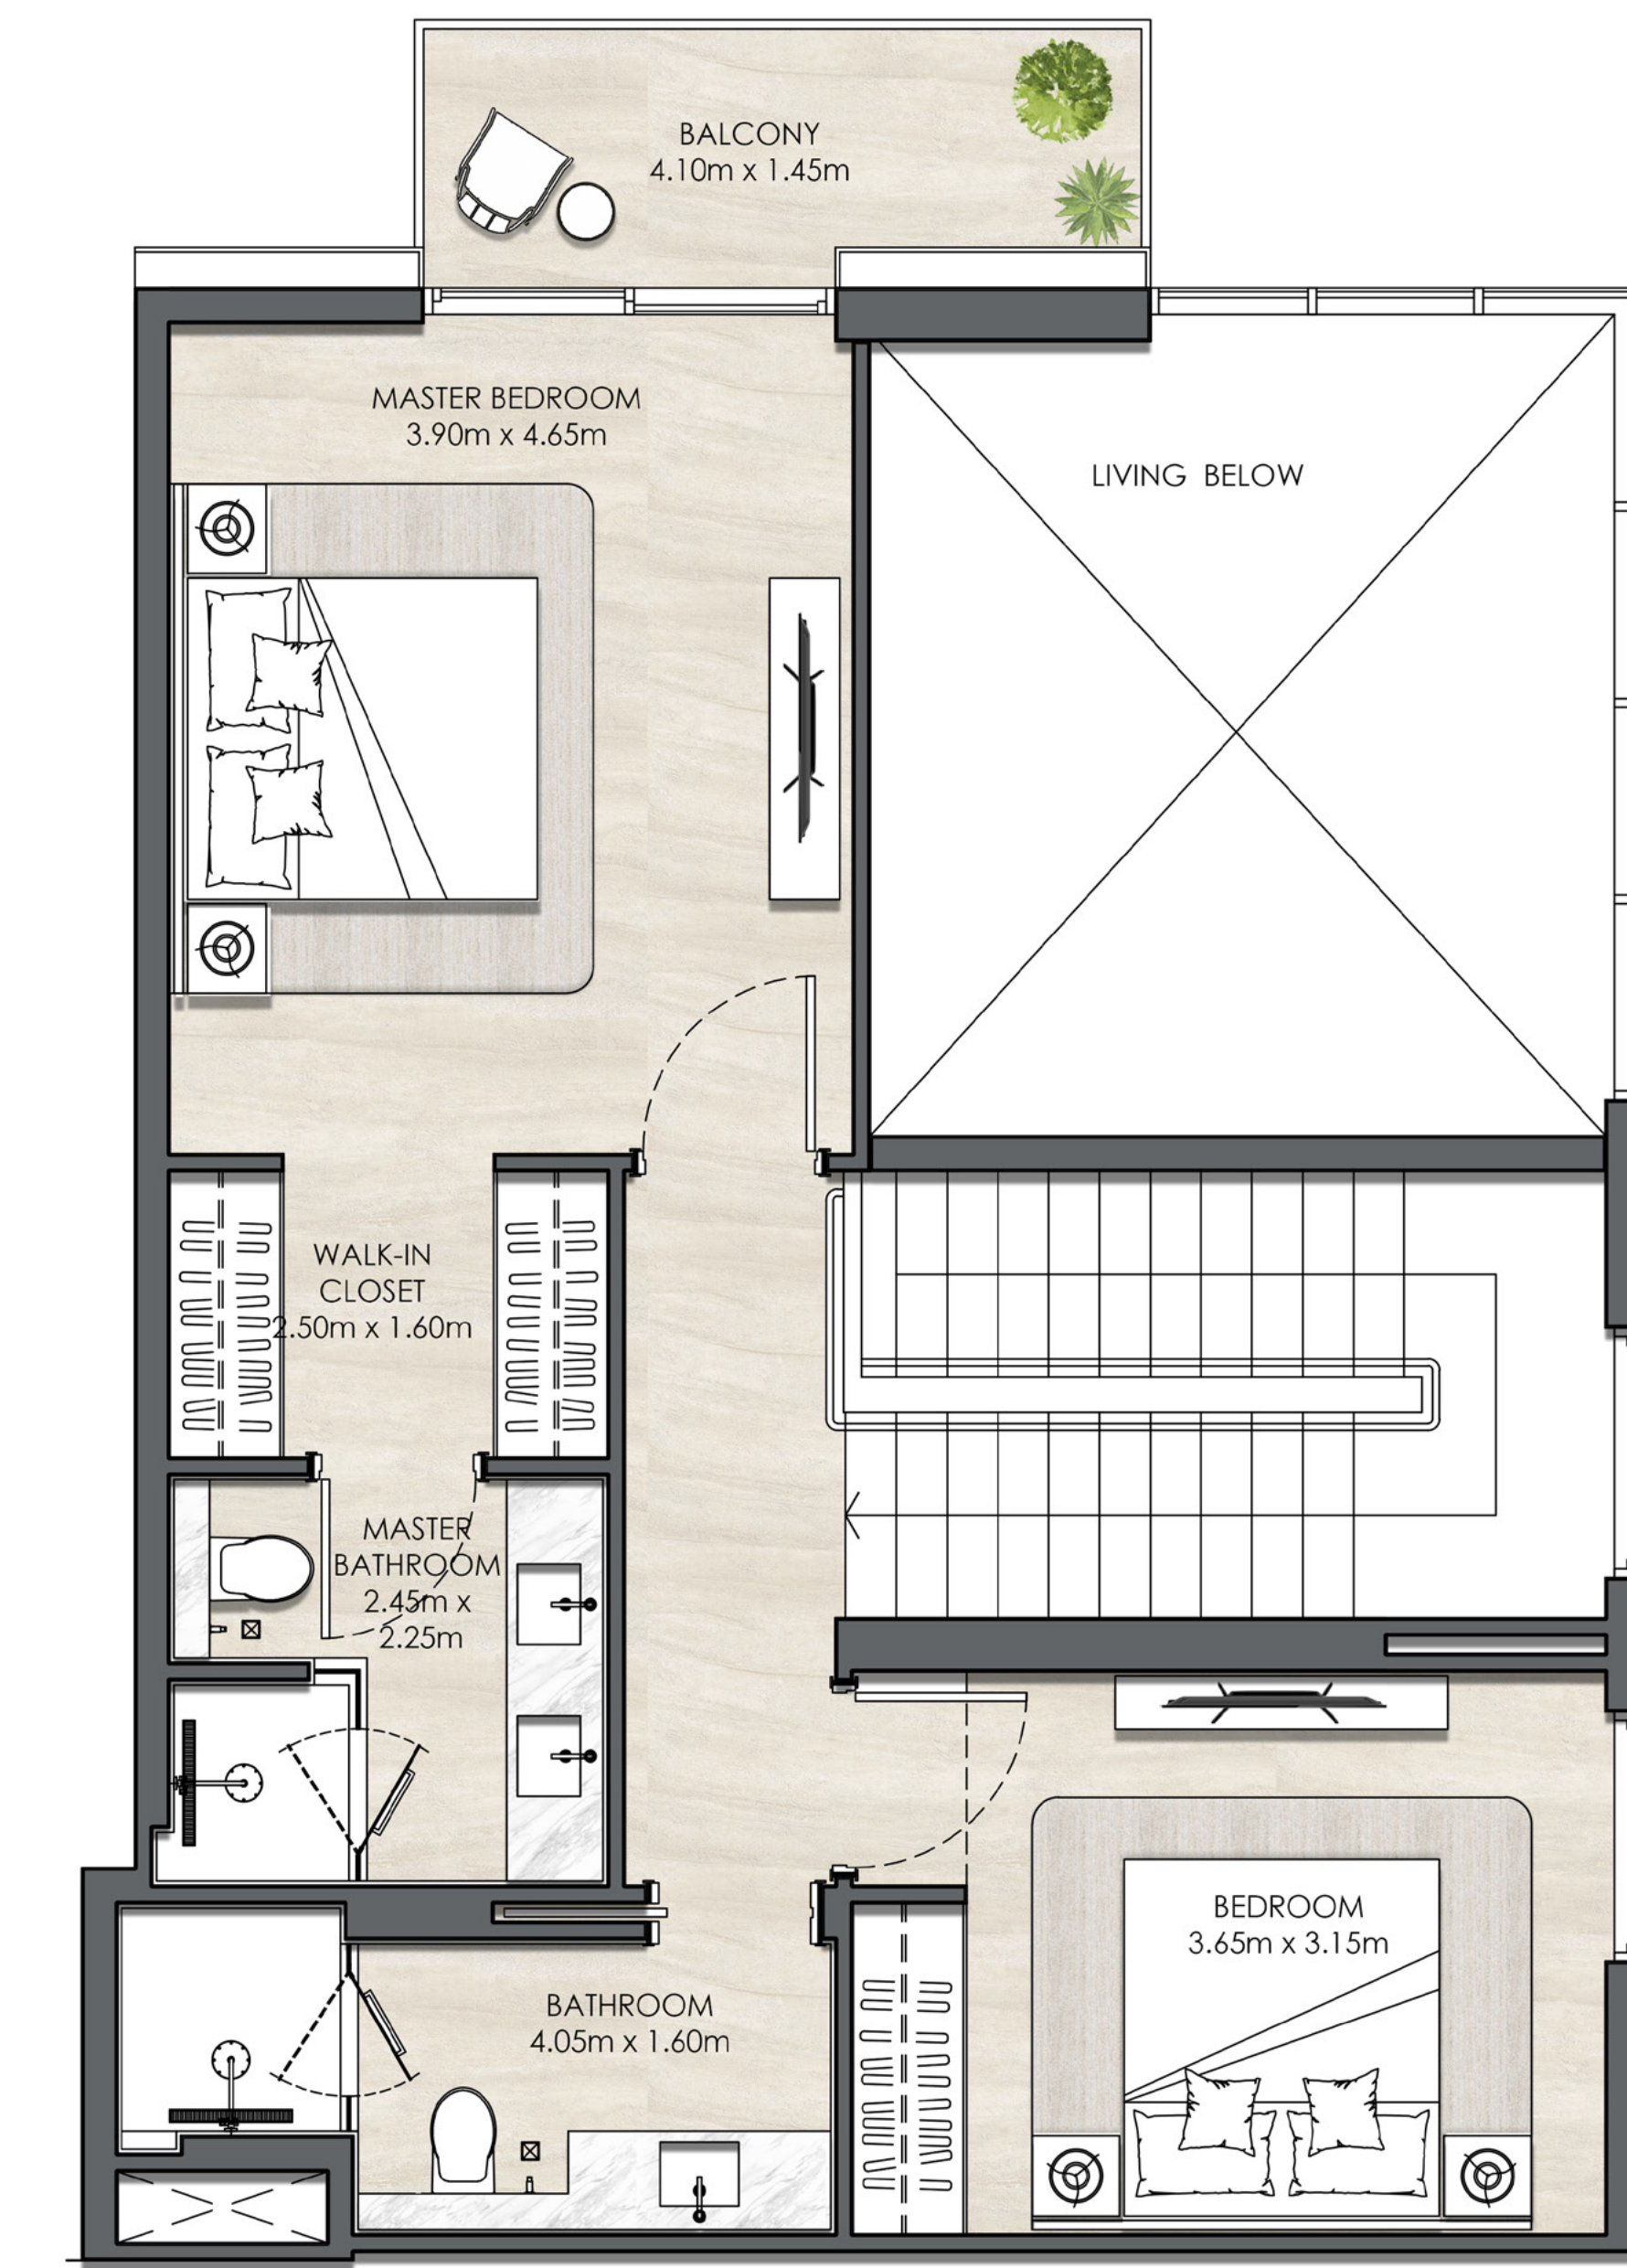 BALCONY
4.10m x 1.45m
MASTER BEDROOM
3.90m x 4.65m
LIVING BELOW
WALK-IN
CLOSET
2.50m x 1.60m
MASTER
BATHROOM
2.45m x
2.25m
BEDROOM
3.65m x 3.15m
BATHROOM
4.05m x 1.60m